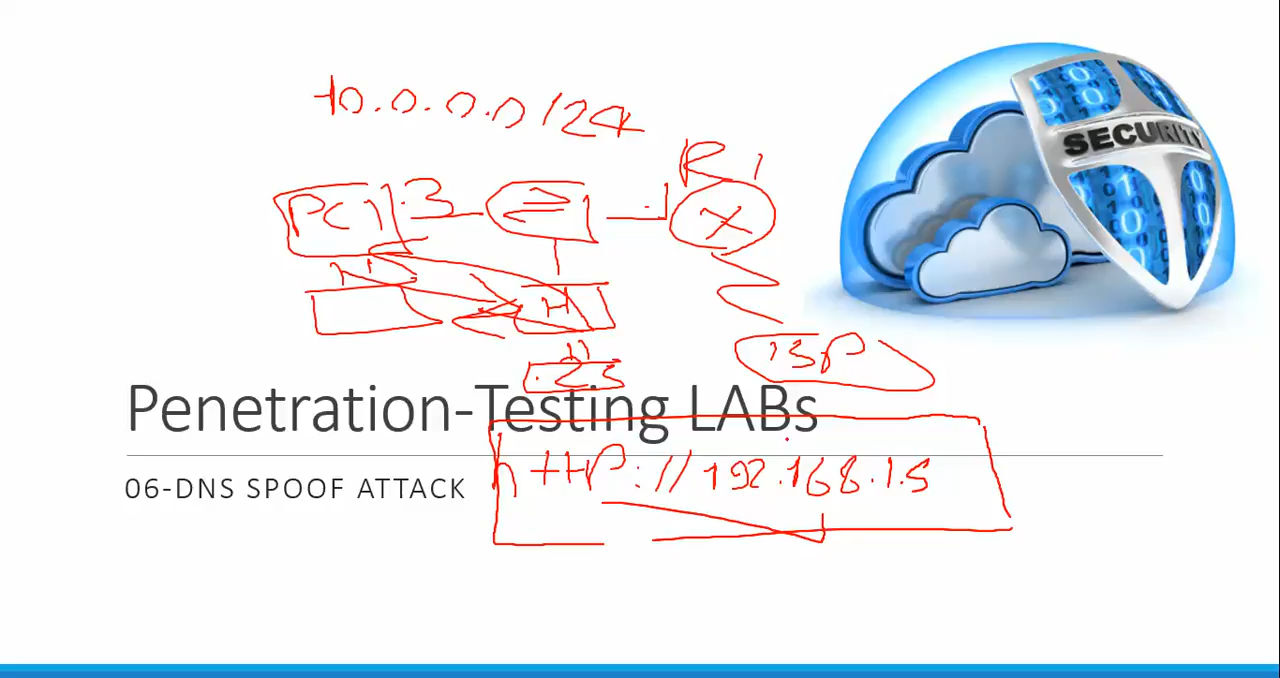 10.0.0.0/24
R1
PC1 .3
H
ISP
.23
Penetration-Testing LABs
http://192.168.1.5
06-DNS SPOOF ATTACK
SECURITY